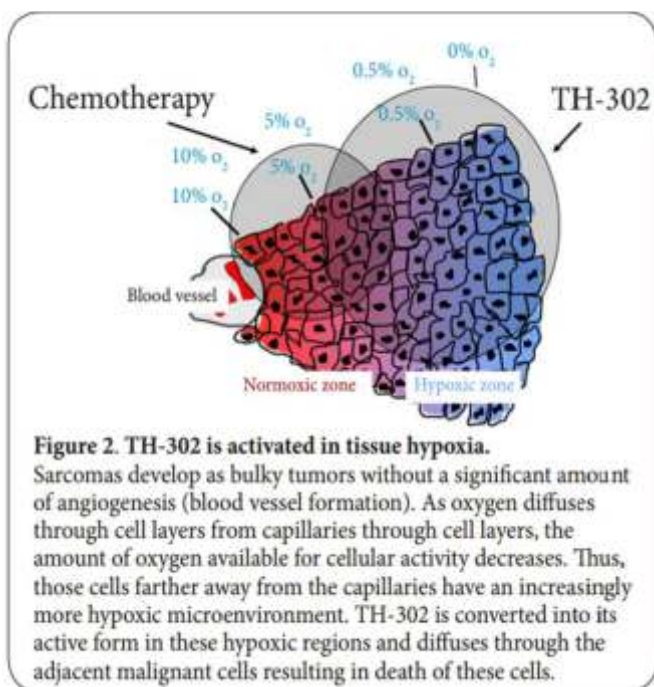 0% o₂
0.5% o₂
Chemotherapy
TH-302
5% o₂
0.5% o₂
10% o₂
5% o₂
10% o₂
Blood vessel
Normoxic zone
Hypoxic zone
Figure 2. TH-302 is activated in tissue hypoxia.
Sarcomas develop as bulky tumors without a significant amount
of angiogenesis (blood vessel formation). As oxygen diffuses
through cell layers from capillaries through cell layers, the
amount of oxygen available for cellular activity decreases. Thus,
those cells farther away from the capillaries have an increasingly
more hypoxic microenvironment. TH-302 is converted into its
active form in these hypoxic regions and diffuses through the
adjacent malignant cells resulting in death of these cells.